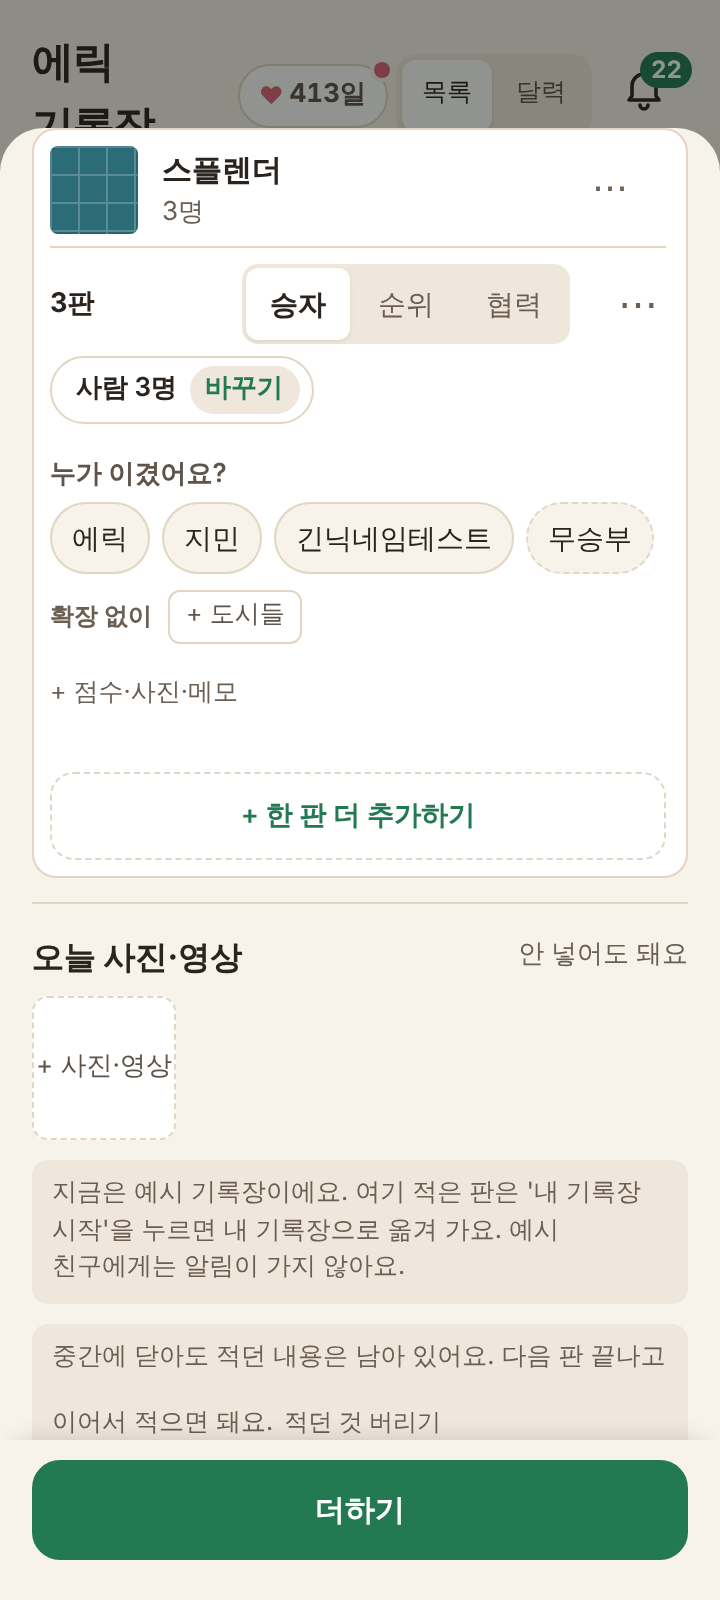 에릭
기록장
413일
목록
달력
22
스플렌더
3명
···
3판
승자
순위
협력
···
사람 3명
바꾸기
누가 이겼어요?
에릭
지민
긴닉네임테스트
무승부
확장 없이
+ 도시들
+ 점수·사진·메모
+ 한 판 더 추가하기
오늘 사진·영상
안 넣어도 돼요
+ 사진·영상
지금은 예시 기록장이에요. 여기 적은 판은 '내 기록장
시작'을 누르면 내 기록장으로 옮겨 가요. 예시
친구에게는 알림이 가지 않아요.
중간에 닫아도 적던 내용은 남아 있어요. 다음 판 끝나고
이어서 적으면 돼요. 적던 것 버리기
더하기